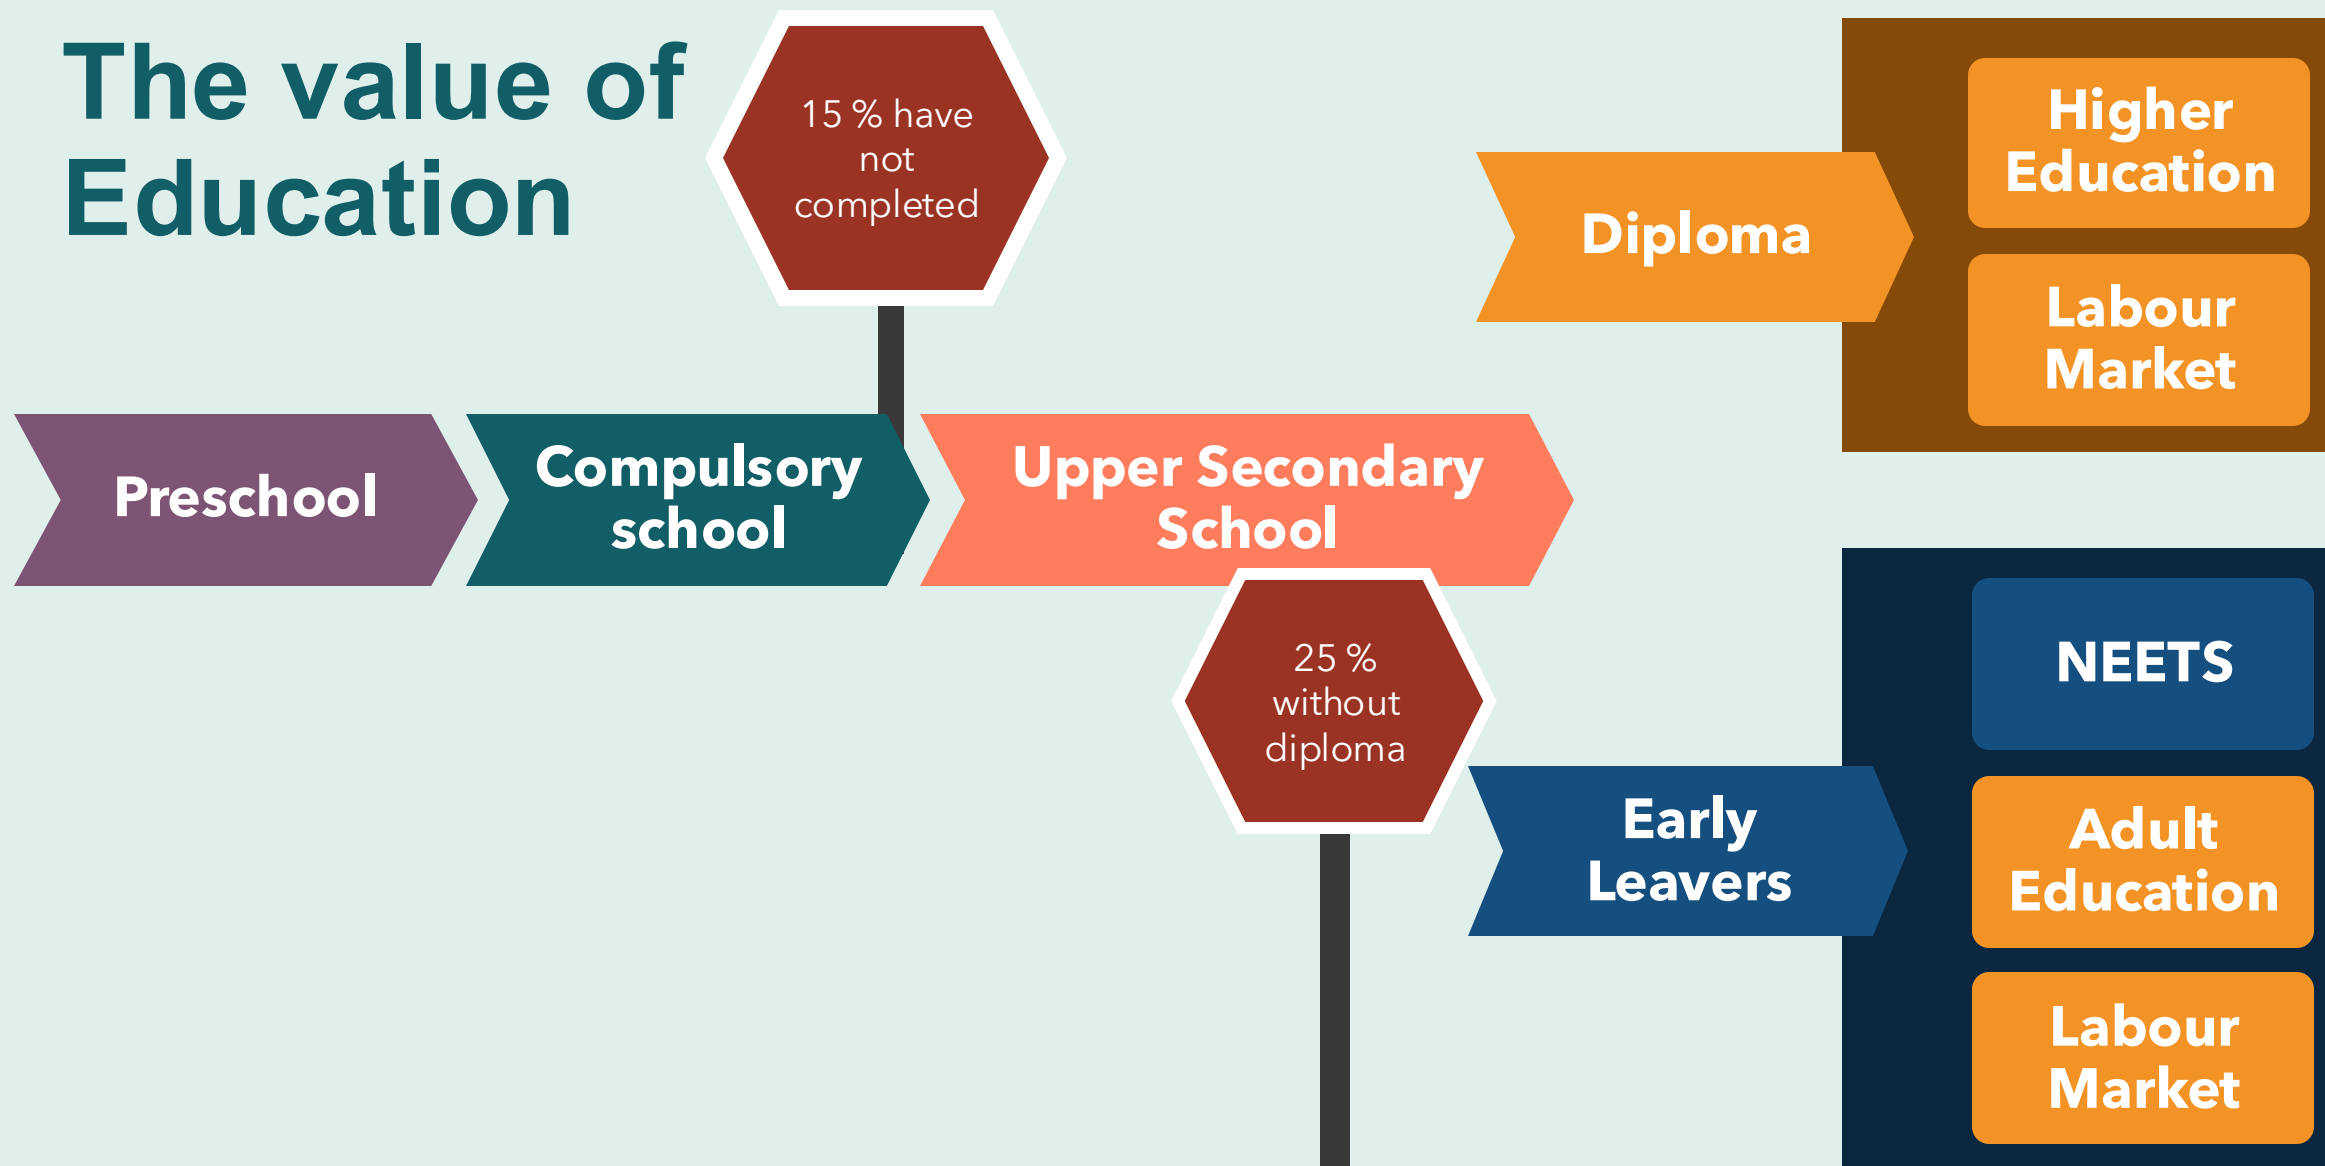 The value of
Education
15 % have
not
completed
Preschool
Compulsory
school
Upper Secondary
School
25 %
without
diploma
Diploma
Higher
Education
Labour
Market
Early
Leavers
NEETS
Adult
Education
Labour
Market